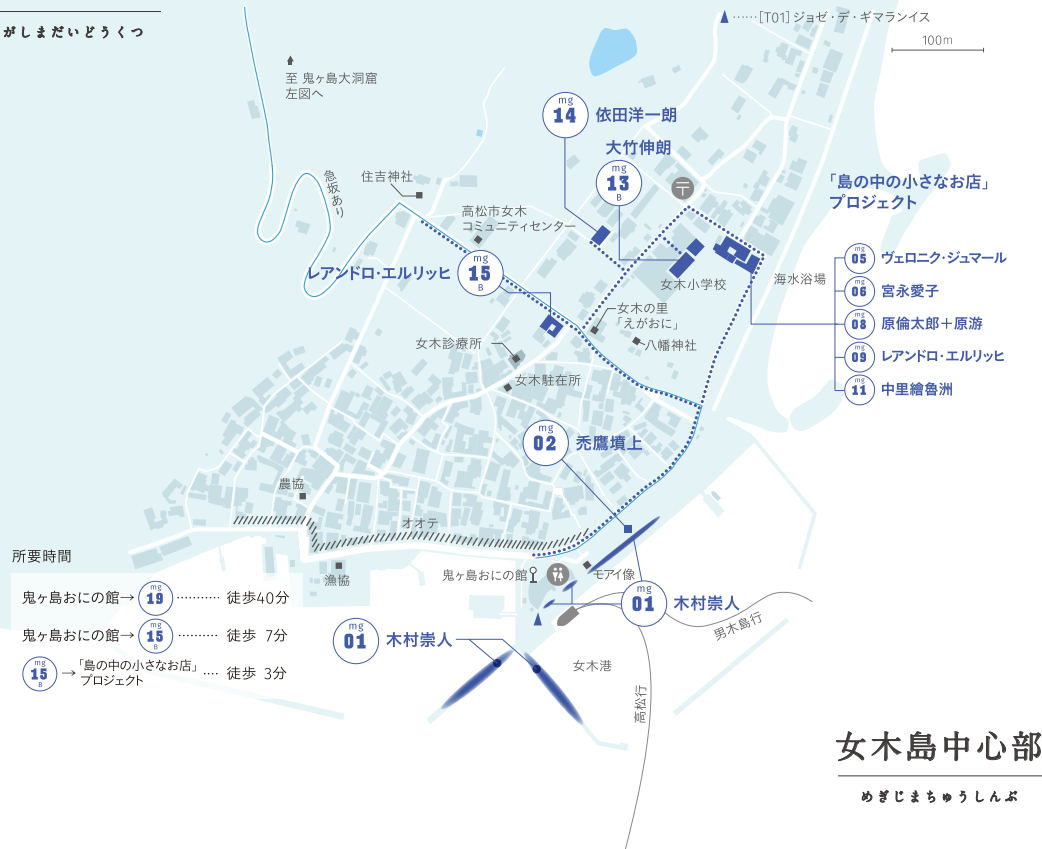 がしまだいどうくつ
……[T01]ジョゼ・デ・ギマランイス
100m
至 鬼ヶ島大洞窟
左図へ
急坂あり
住吉神社
mg
14
依田洋一朗
大竹伸朗
mg
13
B
〒
高松市女木
コミュニティセンター
「島の中の小さなお店」
プロジェクト
レアンドロ・エルリッヒ
mg
15
B
女木小学校
海水浴場
mg
05 ヴェロニク・ジュマール
mg
06 宮永愛子
mg
08 原倫太郎＋原游
mg
09 レアンドロ・エルリッヒ
mg
11 中里繪魯洲
女木の里
「えがおに」
八幡神社
女木診療所
女木駐在所
mg
02
禿鷹墳上
農協
オオテ
漁協
鬼ヶ島おにの館
モアイ像
mg
01
木村崇人
mg
01
木村崇人
男木島行
女木港
高松行
所要時間
鬼ヶ島おにの館→ mg 19 ………… 徒歩40分
鬼ヶ島おにの館→ mg 15 B ………… 徒歩 7分
mg 15 B →「島の中の小さなお店」
プロジェクト …… 徒歩 3分
女木島中心部
めぎじまちゅうしんぶ